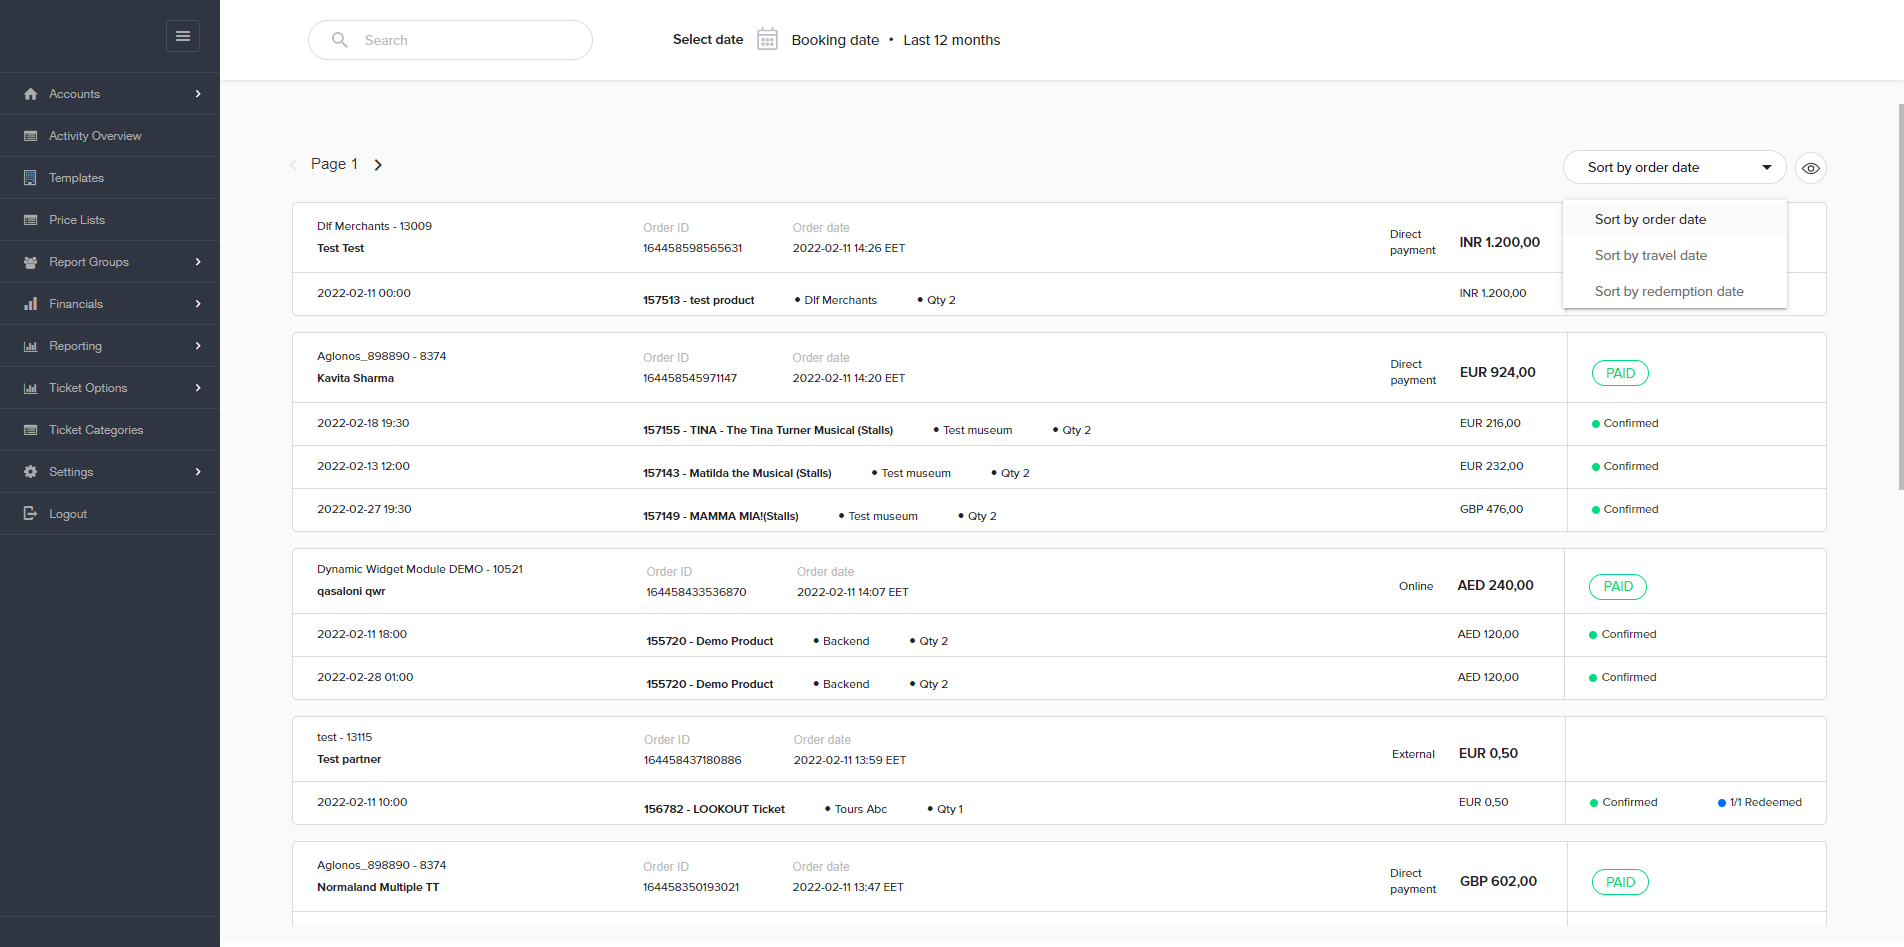 Search
Select date Booking date • Last 12 months
Accounts
Activity Overview
Templates
Price Lists
Report Groups
Financials
Reporting
Ticket Options
Ticket Categories
Settings
Logout
Page 1
Sort by order date
Sort by order date
Sort by travel date
Sort by redemption date
Dlf Merchants - 13009
Test Test
Order ID
164458598565631
Order date
2022-02-11 14:26 EET
Direct
payment
INR 1.200,00
2022-02-11 00:00
157513 - test product • Dlf Merchants • Qty 2
INR 1.200,00
Aglonos_898890 - 8374
Kavita Sharma
Order ID
164458545971147
Order date
2022-02-11 14:20 EET
Direct
payment
EUR 924,00
PAID
2022-02-18 19:30
157155 - TINA - The Tina Turner Musical (Stalls) • Test museum • Qty 2
EUR 216,00
Confirmed
2022-02-13 12:00
157143 - Matilda the Musical (Stalls) • Test museum • Qty 2
EUR 232,00
Confirmed
2022-02-27 19:30
157149 - MAMMA MIA!(Stalls) • Test museum • Qty 2
GBP 476,00
Confirmed
Dynamic Widget Module DEMO - 10521
qasaloni qwr
Order ID
164458433536870
Order date
2022-02-11 14:07 EET
Online
AED 240,00
PAID
2022-02-11 18:00
155720 - Demo Product • Backend • Qty 2
AED 120,00
Confirmed
2022-02-28 01:00
155720 - Demo Product • Backend • Qty 2
AED 120,00
Confirmed
test - 13115
Test partner
Order ID
164458437180886
Order date
2022-02-11 13:59 EET
External
EUR 0,50
2022-02-11 10:00
156782 - LOOKOUT Ticket • Tours Abc • Qty 1
EUR 0,50
Confirmed
1/1 Redeemed
Aglonos_898890 - 8374
Normaland Multiple TT
Order ID
164458350193021
Order date
2022-02-11 13:47 EET
Direct
payment
GBP 602,00
PAID